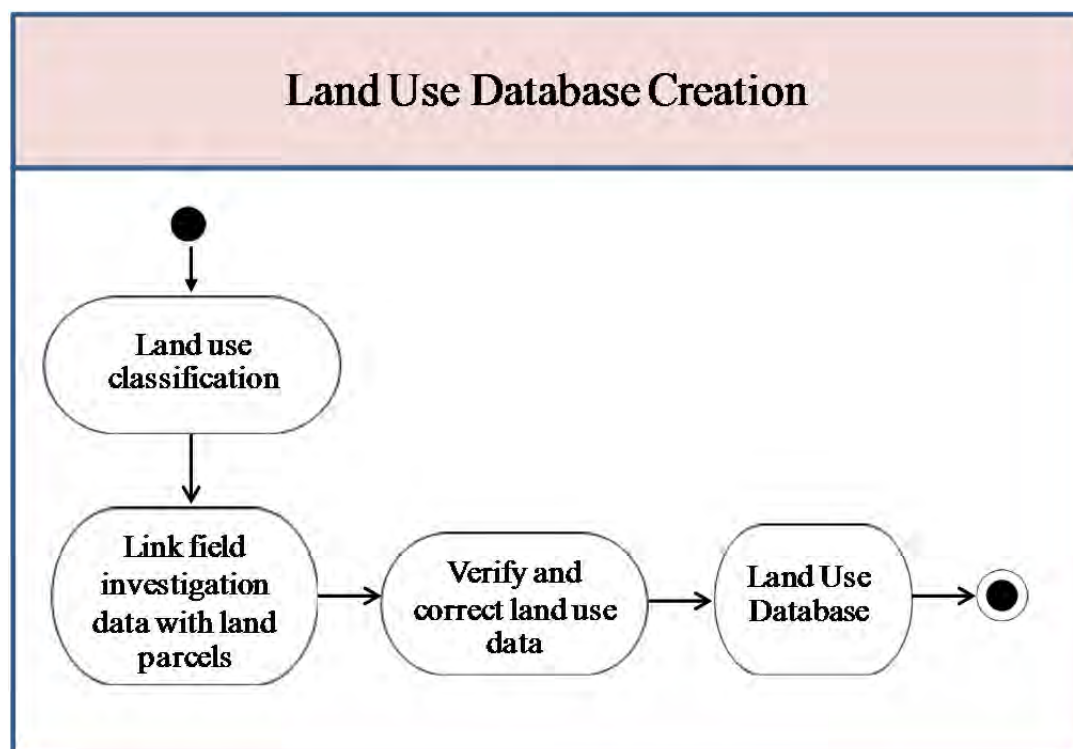 Land Use Database Creation
Land use
classification
Link field
investigation
data with land
parcels
Verify and
correct land use
data
Land Use
Database